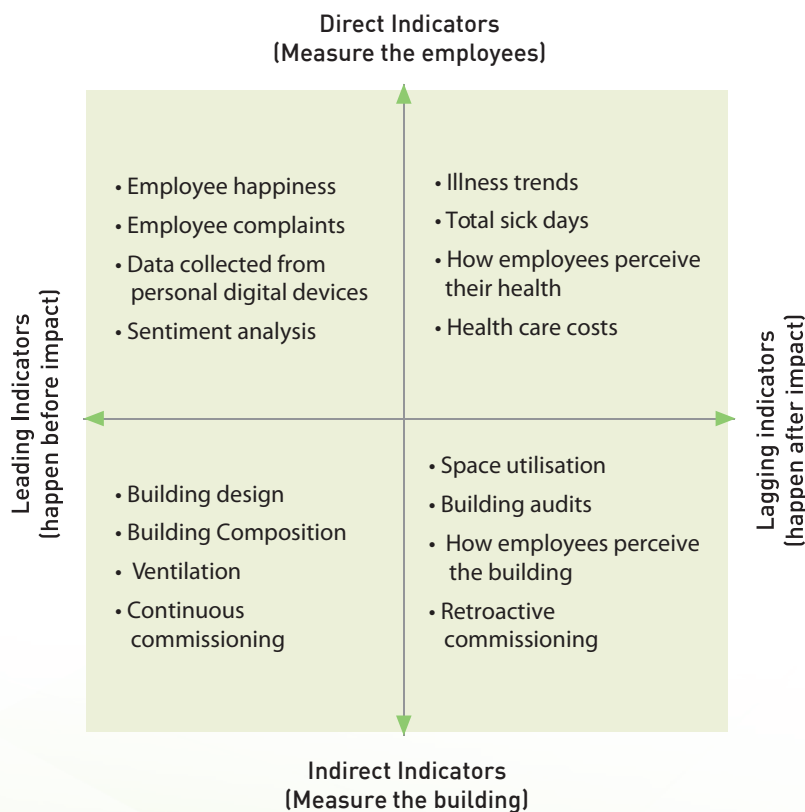 Direct Indicators
(Measure the employees)
• Employee happiness
• Employee complaints
• Data collected from
personal digital devices
• Sentiment analysis
• Illness trends
• Total sick days
• How employees perceive
their health
• Health care costs
Leading Indicators
(happen before impact)
Lagging indicators
(happen after impact)
• Building design
• Building Composition
• Ventilation
• Continuous
commissioning
• Space utilisation
• Building audits
• How employees perceive
the building
• Retroactive
commissioning
Indirect Indicators
(Measure the building)